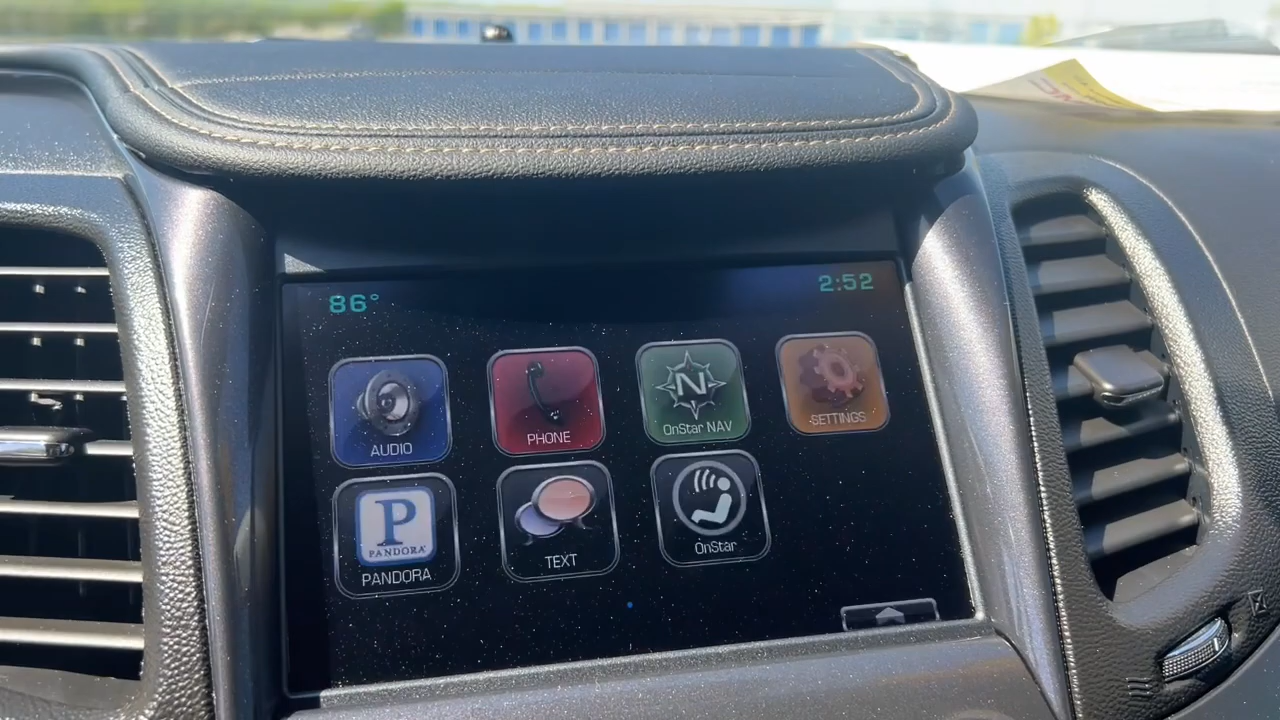 86°
2:52
AUDIO
PHONE
OnStar NAV
N
SETTINGS
P
PANDORA
PANDORA
TEXT
OnStar